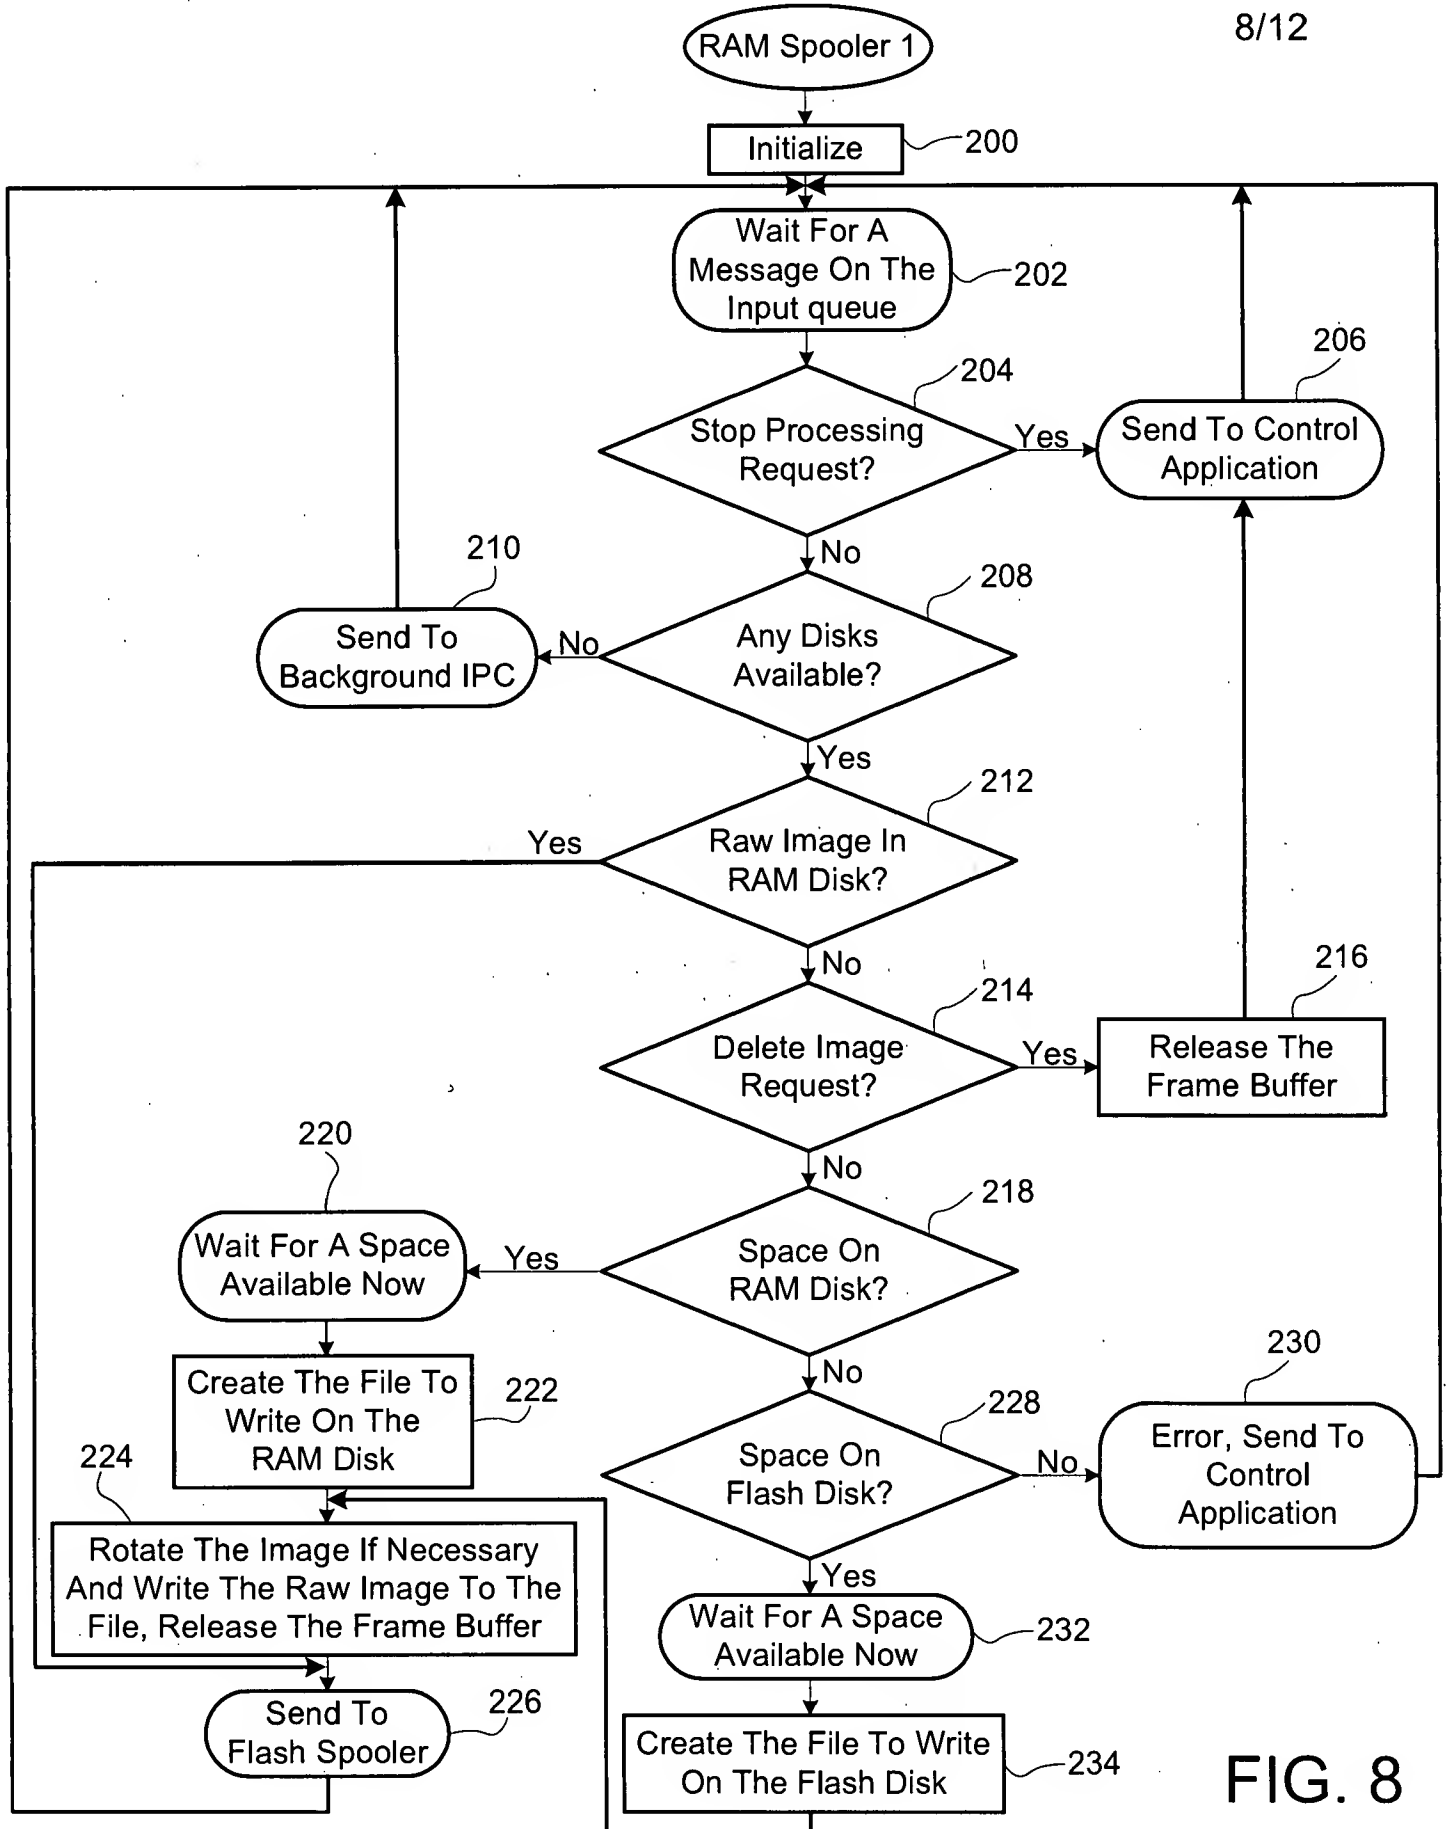 8/12
RAM Spooler 1
Initialize
200
Wait For A
Message On The
Input queue
202
204
Stop Processing
Request?
Yes
206
Send To Control
Application
No
210
Send To
Background IPC
No
208
Any Disks
Available?
Yes
212
Yes
Raw Image In
RAM Disk?
No
214
Delete Image
Request?
Yes
216
Release The
Frame Buffer
No
218
220
Wait For A Space
Available Now
Yes
Space On
RAM Disk?
No
222
Create The File To
Write On The
RAM Disk
228
Space On
Flash Disk?
No
230
Error, Send To
Control
Application
224
Rotate The Image If Necessary
And Write The Raw Image To The
File, Release The Frame Buffer
Yes
Wait For A Space
Available Now
232
226
Send To
Flash Spooler
Create The File To Write
On The Flash Disk
234
FIG. 8